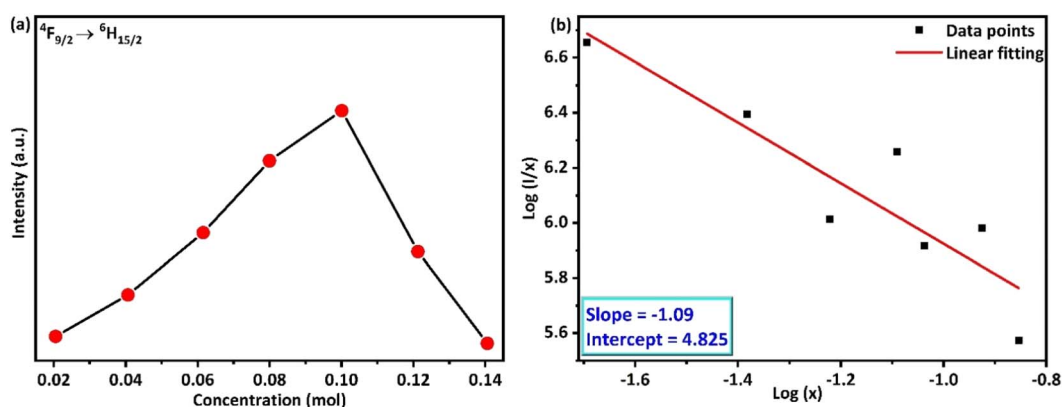 (a)
⁴F₉/₂ → ⁶H₁₅/₂
Intensity (a.u.)
0.02 0.04 0.06 0.08 0.10 0.12 0.14
Concentration (mol)
(b)
Data points
Linear fitting
Log (I/x)
6.6
6.4
6.2
6.0
5.8
5.6
Slope = -1.09
Intercept = 4.825
-1.6 -1.4 -1.2 -1.0 -0.8
Log (x)